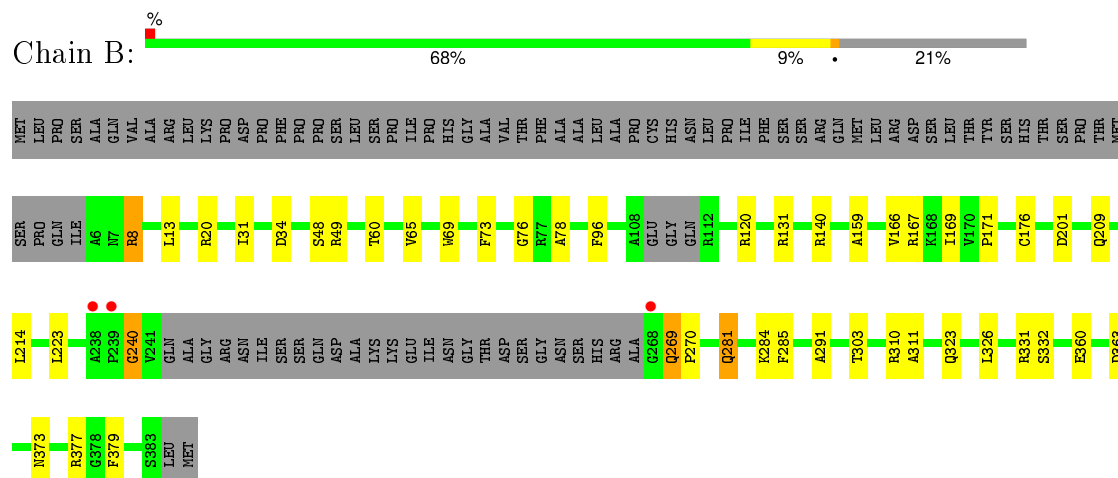 %
Chain B:
68% 9% • 21%
MET LEU PRO SER ALA GLN VAL ALA ARG LEU LYS PRO ASP PRO PHE PRO PRO SER LEU SER PRO ILE PRO HIS GLY ALA VAL THR PHE ALA ALA LEU ALA PRO CYS HIS ASN LEU PRO ILE PHE SER SER ARG GLN MET LEU ARG ASP SER LEU THR TYR SER HIS THR SER PRO THR MET
SER PRO GLN ILE A6 N7 R8 L13 R20 I31 D34 S48 R49 T60 V65 W69 F73 G76 R77 A78 F96 A108 GLU GLY GLN R112 R120 R131 R140 A159 V166 R167 K168 I169 V170 P171 C176 D201 Q209
L214 L223 A238 P239 G240 V241 GLN ALA GLY ARG ASN ILE SER SER GLN ASP ALA LYS LYS GLU ILE ASN GLY THR ASP SER GLY ASN SER HIS ARG ALA G268 Q269 P270 Q281 K284 F285 A291 T303 R310 A311 Q323 L326 R331 S332 E360 D363
N373 R377 G378 F379 S383 LEU MET